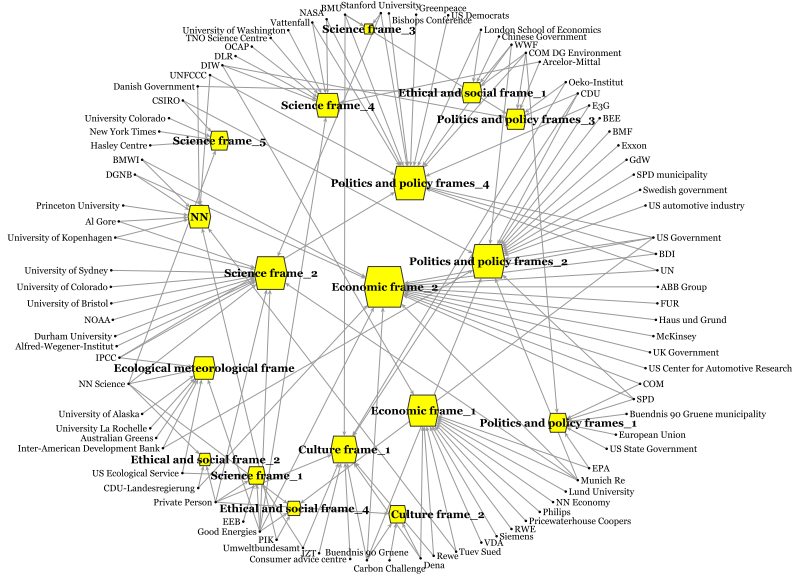 Stanford University
BMU
Greenpeace
NASA
US Democrats
Bishops Conference
Vattenfall
Science frame_3
University of Washington
London School of Economics
TNO Science Centre
Chinese Government
OCAP
WWF
DLR
COM DG Environment
DIW
Arcelor-Mittal
UNFCCC
Oeko-Institut
Danish Government
Ethical and social frame_1
CDU
CSIRO
Science frame_4
E3G
University Colorado
Politics and policy frames_3
BEE
New York Times
BMF
Hasley Centre
Science frame_5
Exxon
BMWI
GdW
DGNB
Politics and policy frames_4
SPD municipality
Swedish government
Princeton University
US automotive industry
Al Gore
NN
University of Kopenhagen
US Government
BDI
Politics and policy frames_2
University of Sydney
Science frame_2
UN
University of Colorado
Economic frame_2
ABB Group
University of Bristol
FUR
NOAA
Haus und Grund
Durham University
McKinsey
Alfred-Wegener-Institut
UK Government
IPCC
Ecological meteorological frame
US Center for Automotive Research
NN Science
COM
SPD
University of Alaska
Economic frame_1
Buendnis 90 Gruene municipality
University La Rochelle
Politics and policy frames_1
Australian Greens
European Union
Inter-American Development Bank
Culture frame_1
US State Government
Ethical and social frame_2
EPA
US Ecological Service
Science frame_1
Munich Re
CDU-Landesregierung
Lund University
Private Person
Ethical and social frame_4
Culture frame_2
NN Economy
Philips
EEB
Pricewaterhouse Coopers
Good Energies
RWE
PIK
Siemens
Umweltbundesamt
VDA
IZT
Buendnis 90 Gruene
Tuev Sued
Consumer advice centre
Rewe
Carbon Challenge
Dena